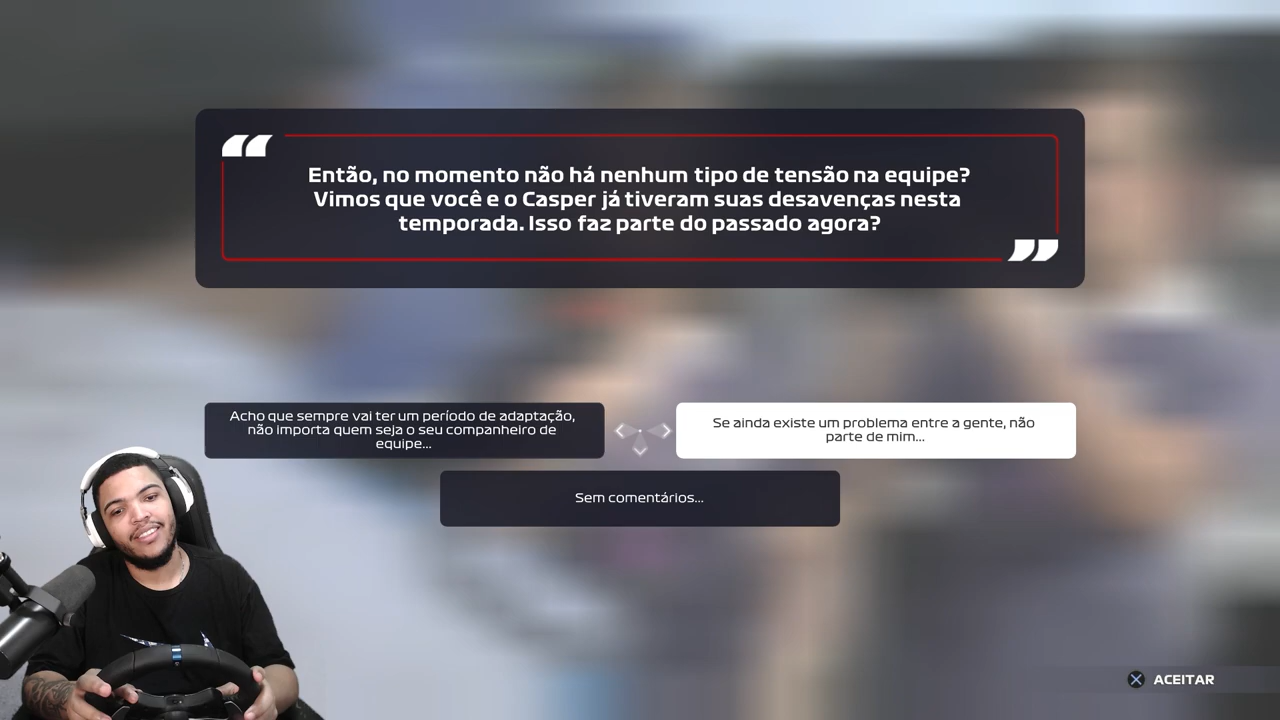 Então, no momento não há nenhum tipo de tensão na equipe?
Vimos que você e o Casper já tiveram suas desavenças nesta
temporada. Isso faz parte do passado agora?
Acho que sempre vai ter um período de adaptação,
não importa quem seja o seu companheiro de
equipe...
Se ainda existe um problema entre a gente, não
parte de mim...
Sem comentários...
ACEITAR